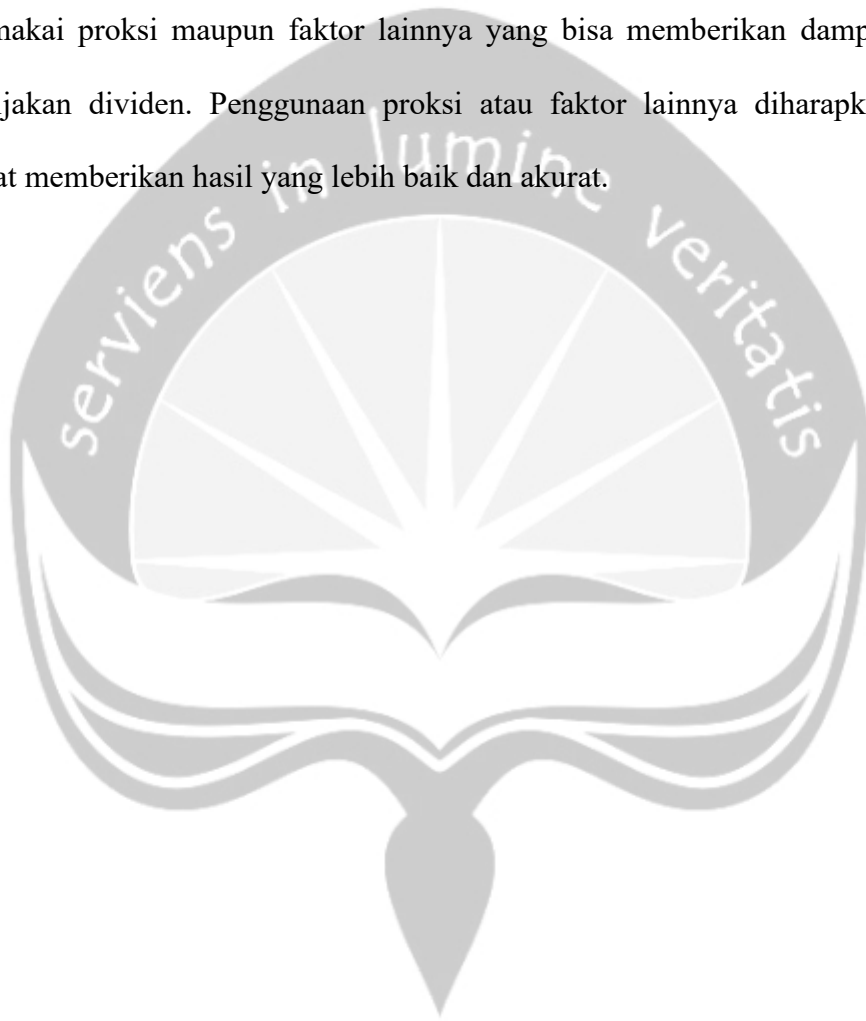 makai proksi maupun faktor lainnya yang bisa memberikan damp
jakan dividen. Penggunaan proksi atau faktor lainnya diharapk
at memberikan hasil yang lebih baik dan akurat.
serviens in lumine veritatis